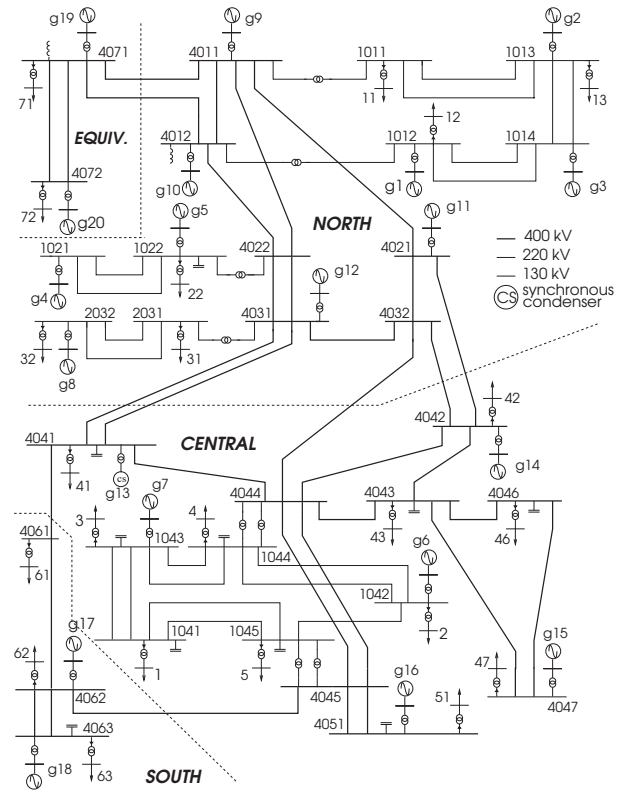 g19
g9
g2
4071
4011
1011
1013
71
11
13
12
EQUIV.
4012
1012
1014
4072
g10
g1
g3
72
g20
g5
NORTH
g11
1021
1022
4022
4021
400 kV
220 kV
130 kV
CS synchronous
condenser
g12
g4
22
2032
2031
4031
4032
32
g8
31
42
4042
CENTRAL
4041
g14
41
CS
g13
g7
4044
4043
4046
3
4
43
46
4061
1043
1044
g6
61
1042
g17
1041
1045
2
g15
62
1
5
g16
47
4062
4045
51
4047
4063
4051
g18
63
SOUTH